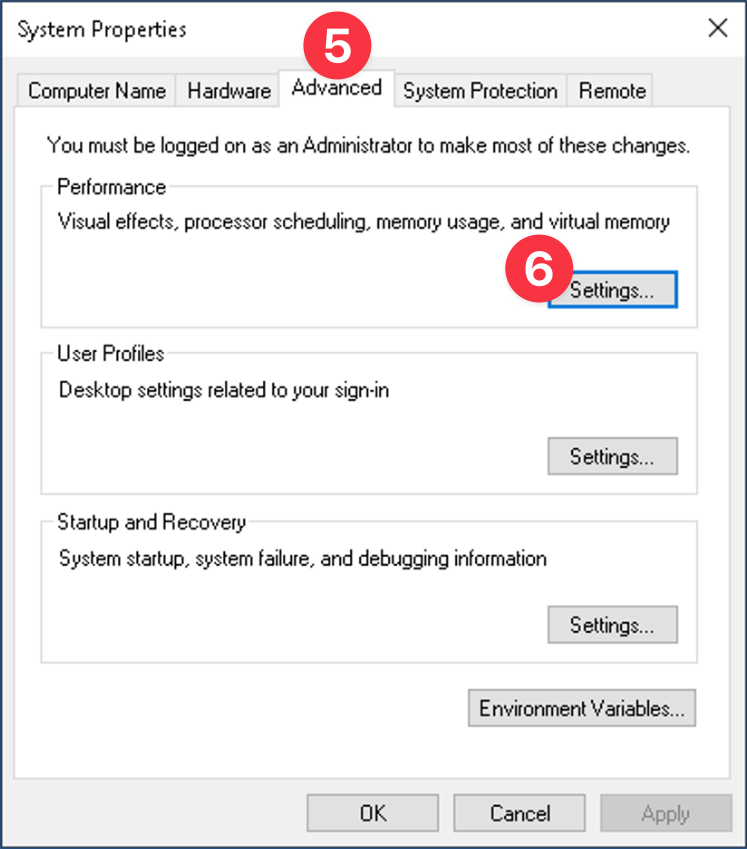 System Properties
5
Computer Name Hardware Advanced System Protection Remote
You must be logged on as an Administrator to make most of these changes.
Performance
Visual effects, processor scheduling, memory usage, and virtual memory
6
Settings...
User Profiles
Desktop settings related to your sign-in
Settings...
Startup and Recovery
System startup, system failure, and debugging information
Settings...
Environment Variables...
OK Cancel Apply